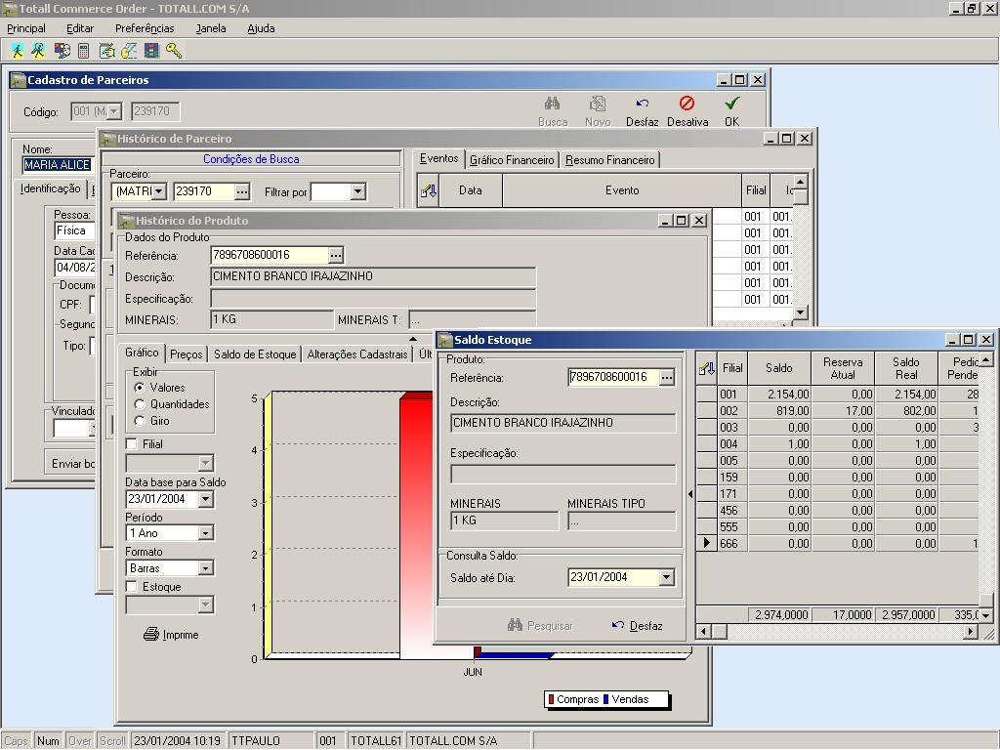 Totall Commerce Order - TOTALL.COM S/A
Principal Editar Preferências Janela Ajuda
Cadastro de Parceiros
Código: 001 (M. 239170
Busca Novo Desfaz Desativa OK
Nome:
MARIA ALICE
Identificação
Pessoa:
Física
Data Cad
04/08/2
Docume
CPF:
Segund
Tipo:
Vinculado
Enviar bo
Histórico de Parceiro
Condições de Busca
Parceiro:
(MATRI 239170 ... Filtrar por
Eventos Gráfico Financeiro Resumo Financeiro
Data Evento Filial
001 001.
001 001.
001 001.
001 001.
001 001.
001 001.
Histórico do Produto
Dados do Produto
Referência: 7896708600016 ...
Descrição: CIMENTO BRANCO IRAJAZINHO
Especificação:
MINERAIS: 1 KG MINERAIS T: ...
Gráfico Preços Saldo de Estoque Alterações Cadastrais Últ
Exibir
Valores
Quantidades
Giro
Filial
Data base para Saldo
23/01/2004
Período
1 Ano
Formato
Barras
Estoque
Imprime
5
4
3
2
1
0
JUN
Compras Vendas
Saldo Estoque
Produto:
Referência: 7896708600016 ...
Descrição:
CIMENTO BRANCO IRAJAZINHO
Especificação:
MINERAIS MINERAIS TIPO
1 KG ...
Consulta Saldo:
Saldo até Dia: 23/01/2004
Pesquisar Desfaz
Filial Saldo Reserva Atual Saldo Real Pedic Pende
001 2.154,00 0,00 2.154,00 28
002 819,00 17,00 802,00 1
003 0,00 0,00 0,00 3
004 1,00 0,00 1,00
005 0,00 0,00 0,00
159 0,00 0,00 0,00
171 0,00 0,00 0,00
456 0,00 0,00 0,00
555 0,00 0,00 0,00
666 0,00 0,00 0,00 1
2.974,0000 17,0000 2.957,0000 335,0
Caps Num Over Scroll 23/01/2004 10:19 TTPAULO 001 TOTALL61 TOTALL.COM S/A